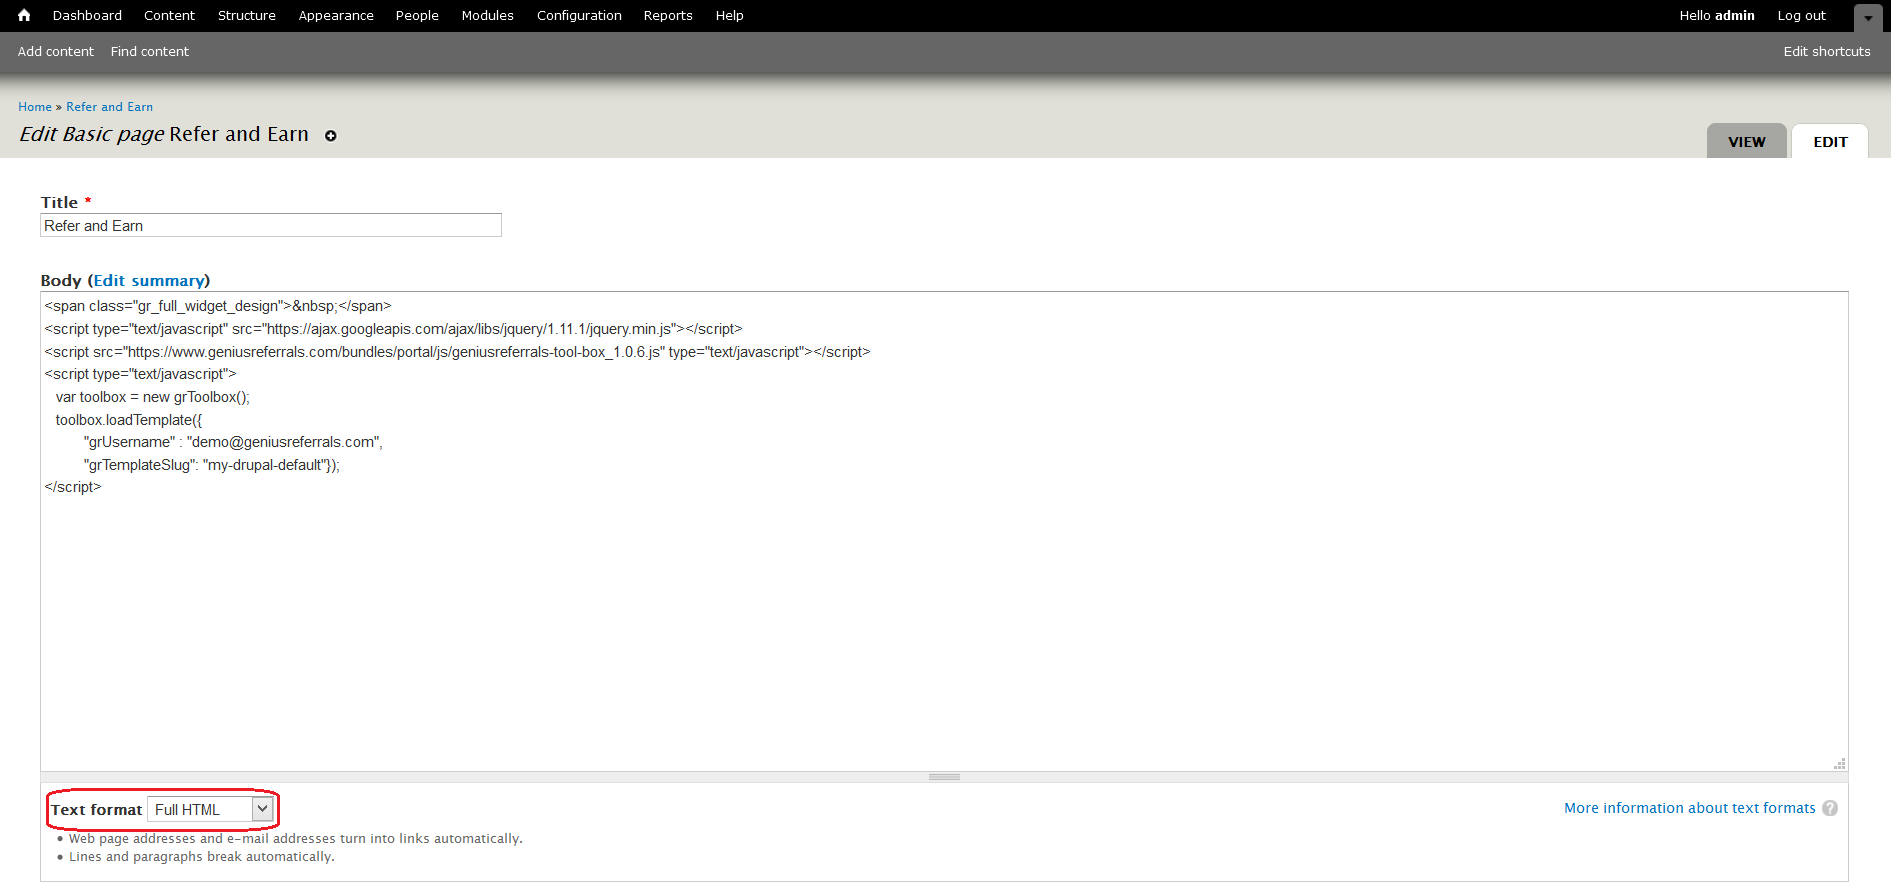 Dashboard Content Structure Appearance People Modules Configuration Reports Help Hello admin Log out
Add content Find content Edit shortcuts
Home » Refer and Earn
Edit Basic page Refer and Earn
VIEW EDIT
Title *
Refer and Earn
Body (Edit summary)
<span class="gr_full_widget_design">&nbsp;</span>
<script type="text/javascript" src="https://ajax.googleapis.com/ajax/libs/jquery/1.11.1/jquery.min.js"></script>
<script src="https://www.geniusreferrals.com/bundles/portal/js/geniusreferrals-tool-box_1.0.6.js" type="text/javascript"></script>
<script type="text/javascript">
var toolbox = new grToolbox();
toolbox.loadTemplate({
"grUsername" : "demo@geniusreferrals.com",
"grTemplateSlug": "my-drupal-default"});
</script>
Text format Full HTML More information about text formats ?
• Web page addresses and e-mail addresses turn into links automatically.
• Lines and paragraphs break automatically.